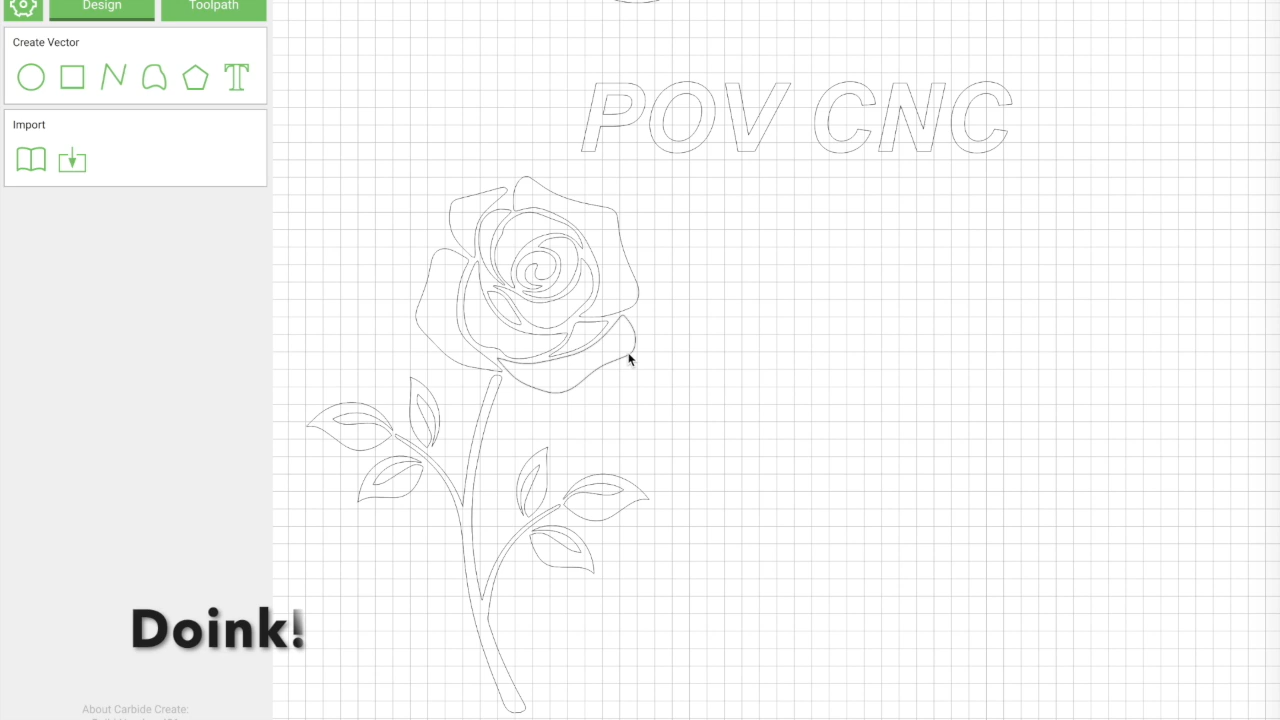 Design
Toolpath
Create Vector
T
POV CNC
Import
Doink!
About Carbide Create: